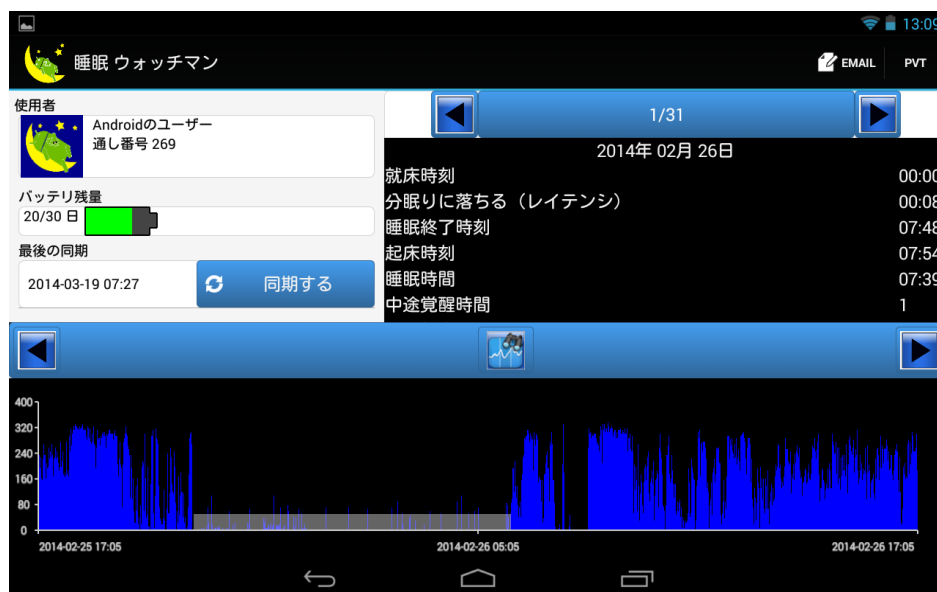 13:09
睡眠 ウォッチマン
EMAIL
PVT
使用者
Androidのユーザー
通し番号 269
バッテリ残量
20/30 日
最後の同期
2014-03-19 07:27
同期する
1/31
2014年 02月 26日
就床時刻 00:00
分眠りに落ちる（レイテンシ） 00:08
睡眠終了時刻 07:48
起床時刻 07:54
睡眠時間 07:39
中途覚醒時間 1
400
320
240
160
80
0
2014-02-25 17:05
2014-02-26 05:05
2014-02-26 17:05